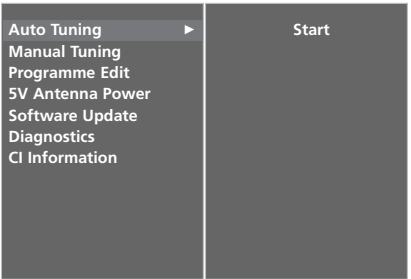 Auto Tuning ► Start
Manual Tuning
Programme Edit
5V Antenna Power
Software Update
Diagnostics
CI Information